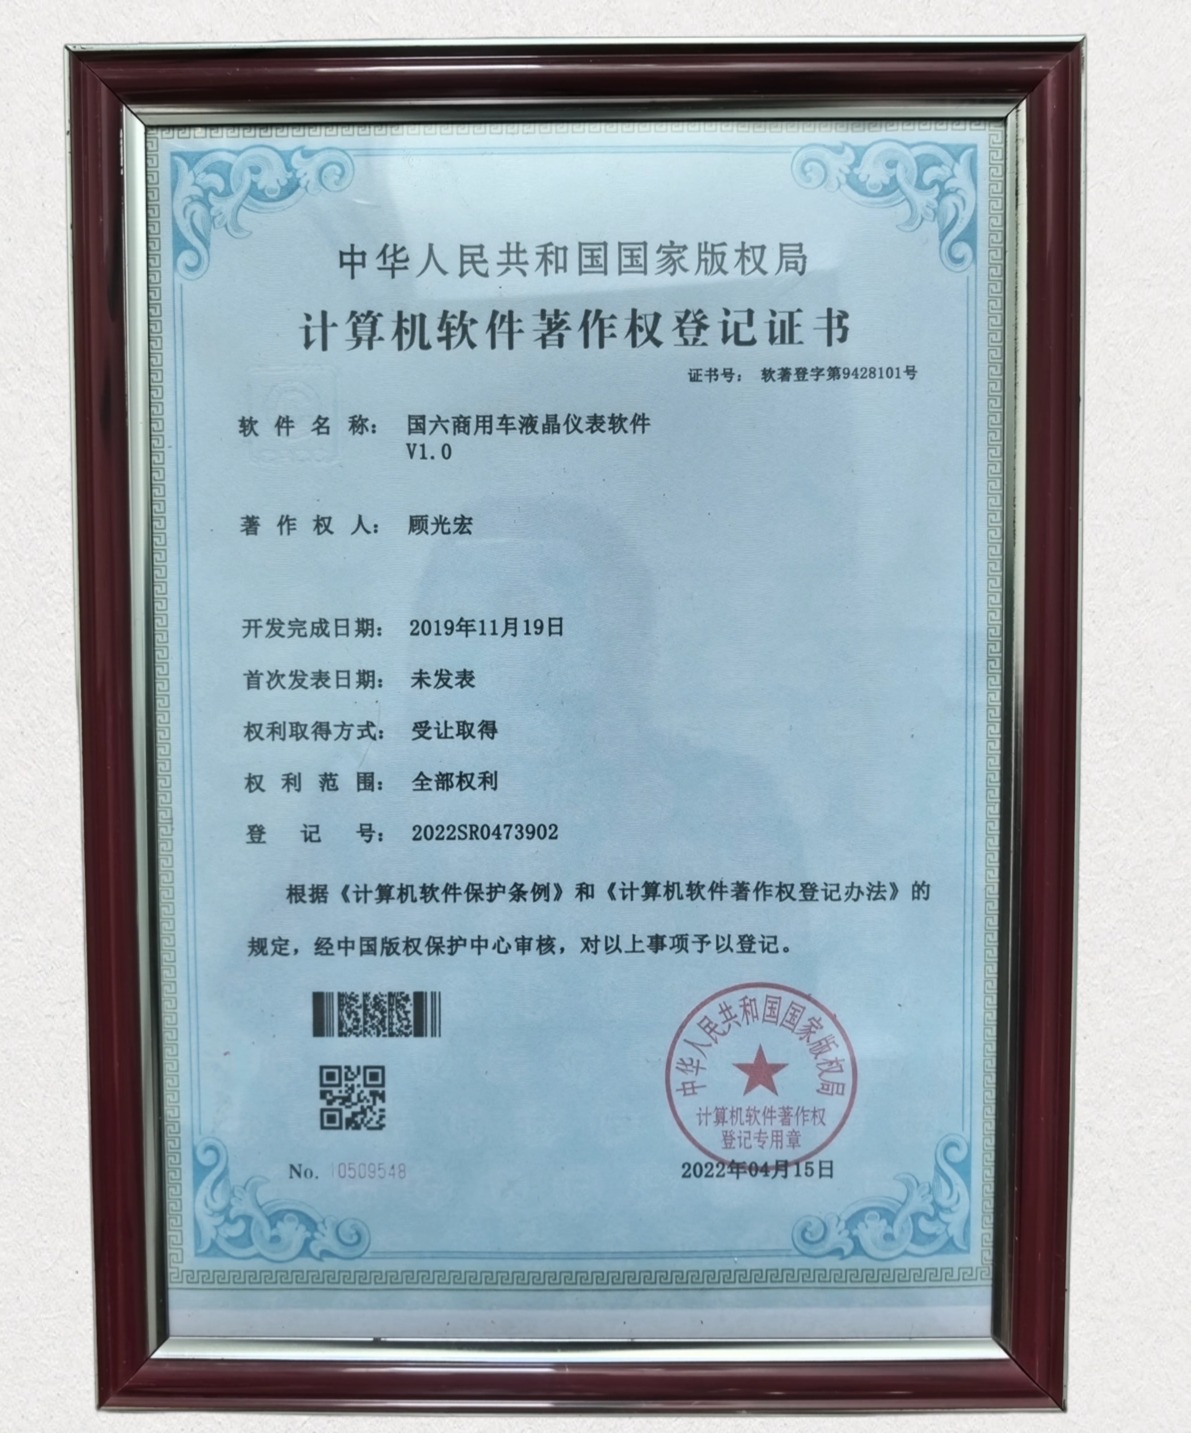 中华人民共和国国家版权局
计算机软件著作权登记证书
证书号： 软著登字第9428101号
软件名称： 国六商用车液晶仪表软件
V1.0
著作权人： 顾光宏
开发完成日期： 2019年11月19日
首次发表日期： 未发表
权利取得方式： 受让取得
权利范围： 全部权利
登记号： 2022SR0473902
根据《计算机软件保护条例》和《计算机软件著作权登记办法》的
规定，经中国版权保护中心审核，对以上事项予以登记。
中华人民共和国国家版权局
计算机软件著作权
登记专用章
No. 10509548
2022年04月15日